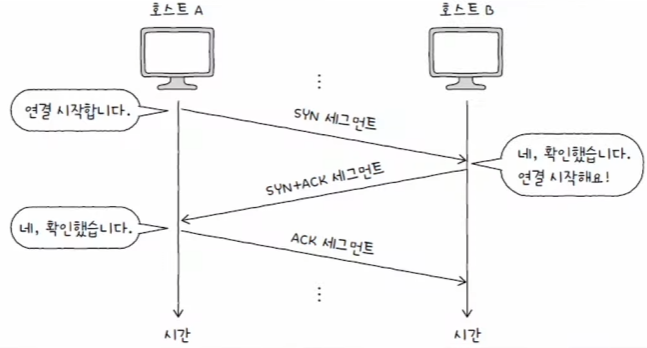 호스트 A
호스트 B
연결 시작합니다.
SYN 세그먼트
네, 확인했습니다.
연결 시작해요!
SYN+ACK 세그먼트
네, 확인했습니다.
ACK 세그먼트
시간
시간